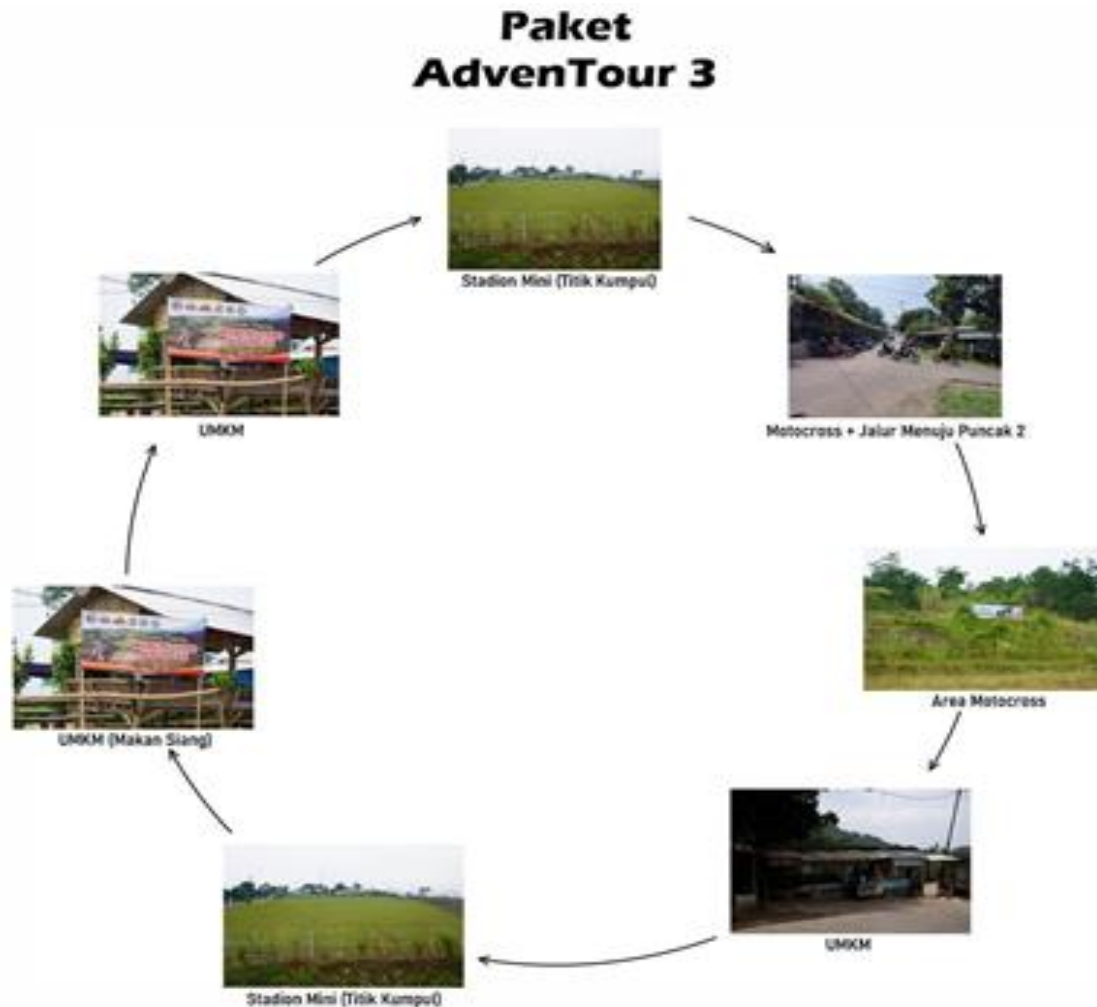 Paket
AdvenTour 3
Stadion Mini (Titik Kumpul)
Motocross + Jalur Menuju Puncak 2
Area Motocross
UMKM
Stadion Mini (Titik Kumpul)
UMKM (Makan Siang)
UMKM